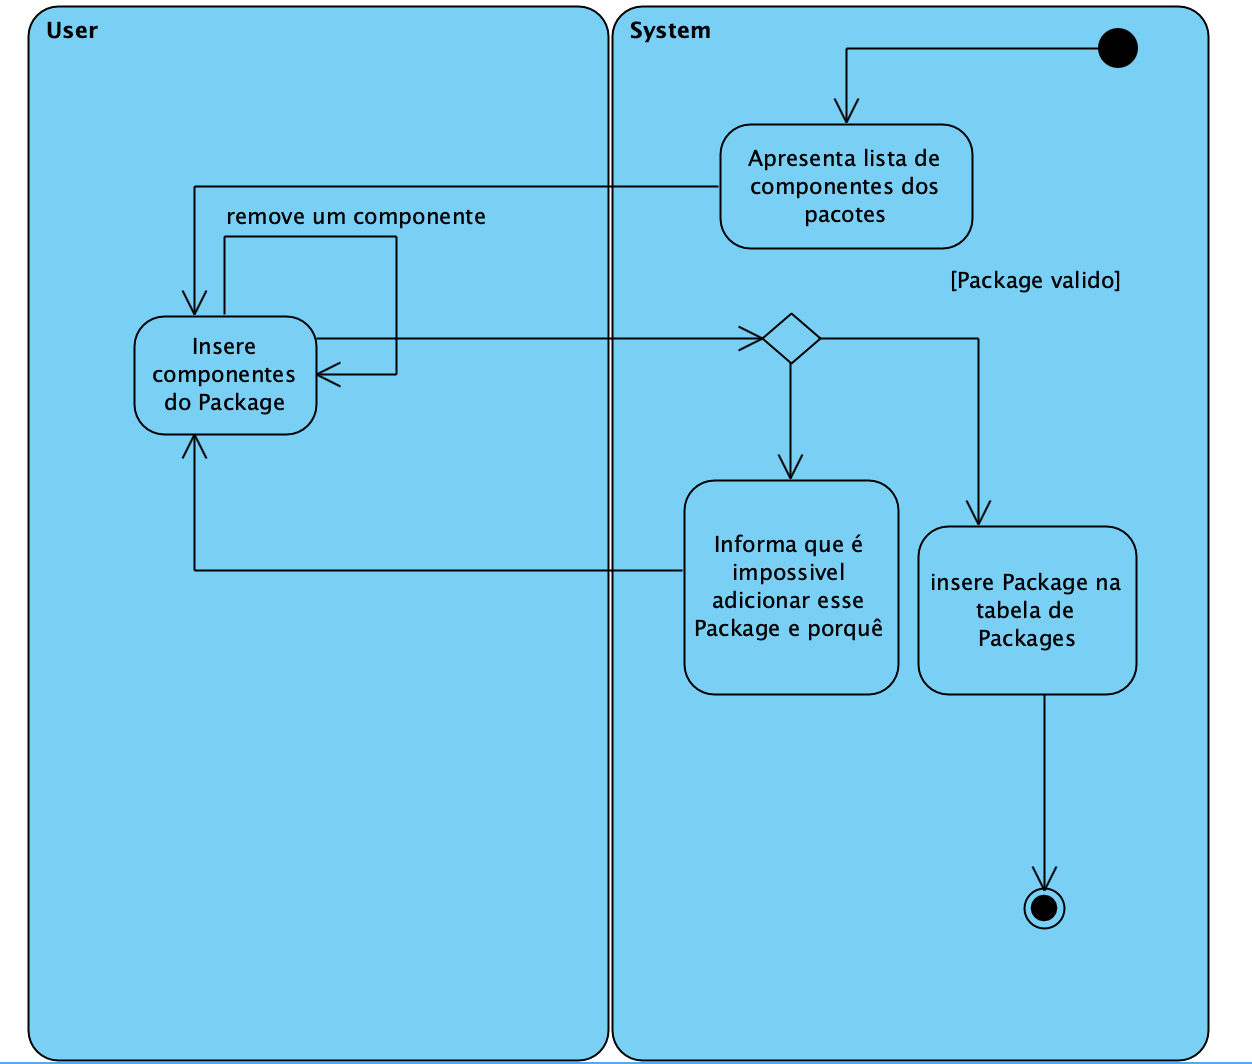 User
System
Apresenta lista de
componentes dos
pacotes
remove um componente
[Package valido]
Insere
componentes
do Package
Informa que é
impossivel
adicionar esse
Package e porquê
insere Package na
tabela de
Packages